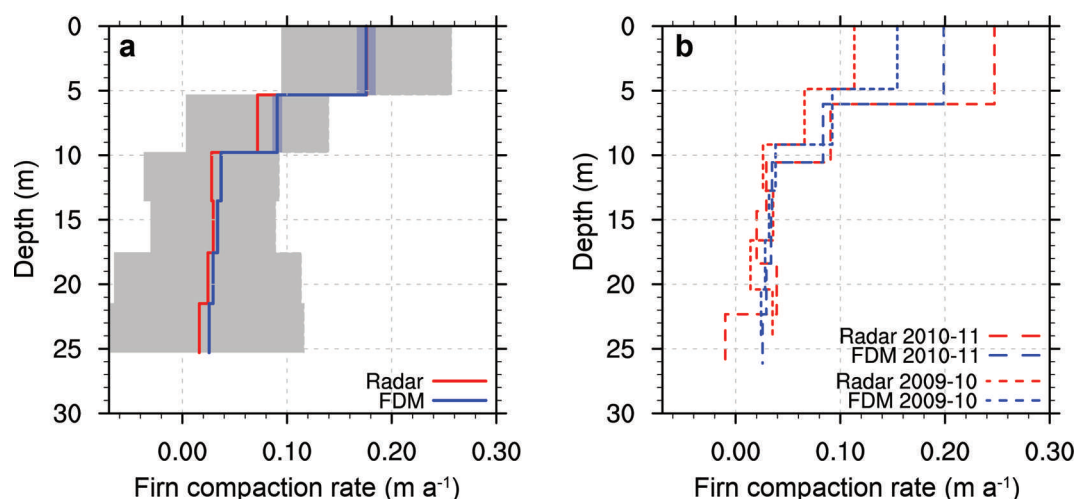 a
0
5
10
15
20
25
30
Depth (m)
0.00 0.10 0.20 0.30
Firn compaction rate (m a⁻¹)
Radar
FDM
b
0
5
10
15
20
25
30
Depth (m)
0.00 0.10 0.20 0.30
Firn compaction rate (m a⁻¹)
Radar 2010-11
FDM 2010-11
Radar 2009-10
FDM 2009-10